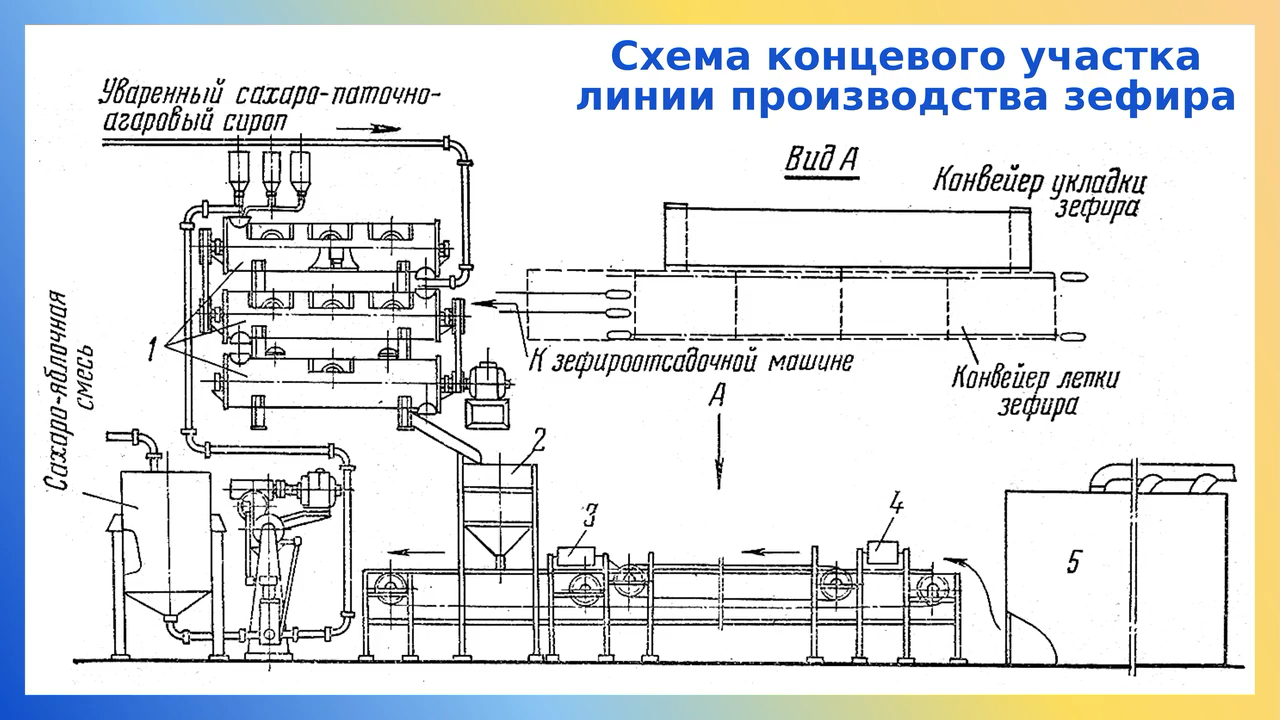 Схема концевого участка
линии производства зефира
Уваренный сахаро-паточно-
агаровый сироп
Вид А
Конвейер укладки
зефира
Сахаро-яблочная
смесь
1
К зефироотсадочной машине
Конвейер лепки
зефира
А
2
3
4
5